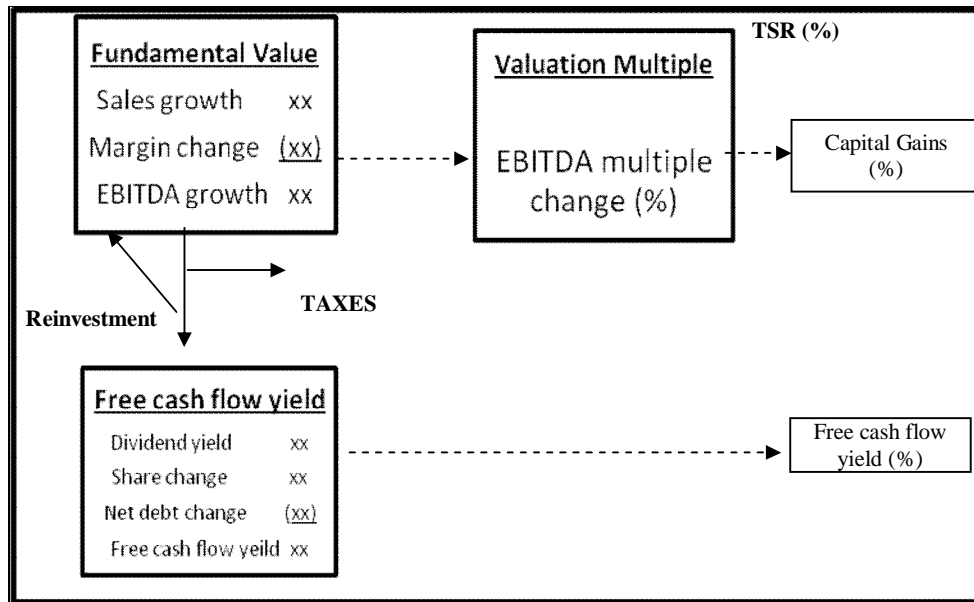 TSR (%)
Fundamental Value
Sales growth xx
Margin change (xx)
EBITDA growth xx
Valuation Multiple
EBITDA multiple
change (%)
Capital Gains
(%)
Reinvestment
TAXES
Free cash flow yield
Dividend yield xx
Share change xx
Net debt change (xx)
Free cash flow yeild xx
Free cash flow
yield (%)